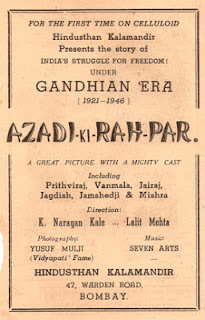 FOR THE FIRST TIME ON CELLULOID
Hindusthan Kalamandir
Presents the story of
INDIA'S STRUGGLE FOR FREEDOM!
UNDER
GANDHIAN ERA
(1921-1946)
AZADI-KI-RAH-PAR.
A GREAT PICTURE WITH A MIGHTY CAST
Including
Prithviraj, Vanmala, Jairaj,
Jagdish, Jamshedji & Mishra
Direction:
K. Narayan Kale ... Lalit Mehta
Photography: Music:
YUSUF MULJI SEVEN ARTS
(Vidyapati' Fame) ...
HINDUSTHAN KALAMANDIR
47, WARDEN ROAD,
BOMBAY.